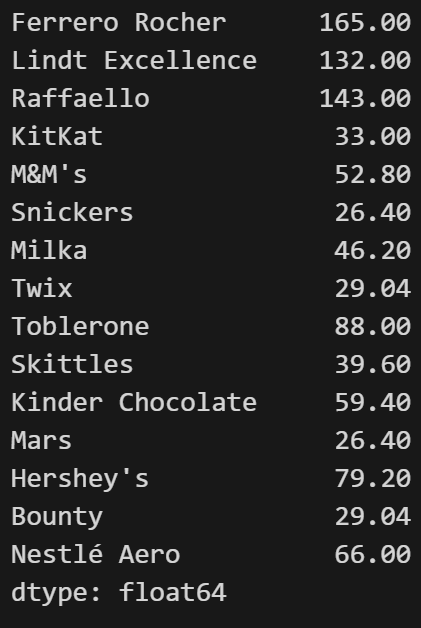 Ferrero Rocher      165.00
Lindt Excellence    132.00
Raffaello           143.00
KitKat               33.00
M&M's                52.80
Snickers             26.40
Milka                46.20
Twix                 29.04
Toblerone            88.00
Skittles             39.60
Kinder Chocolate     59.40
Mars                 26.40
Hershey's            79.20
Bounty               29.04
Nestlé Aero          66.00
dtype: float64